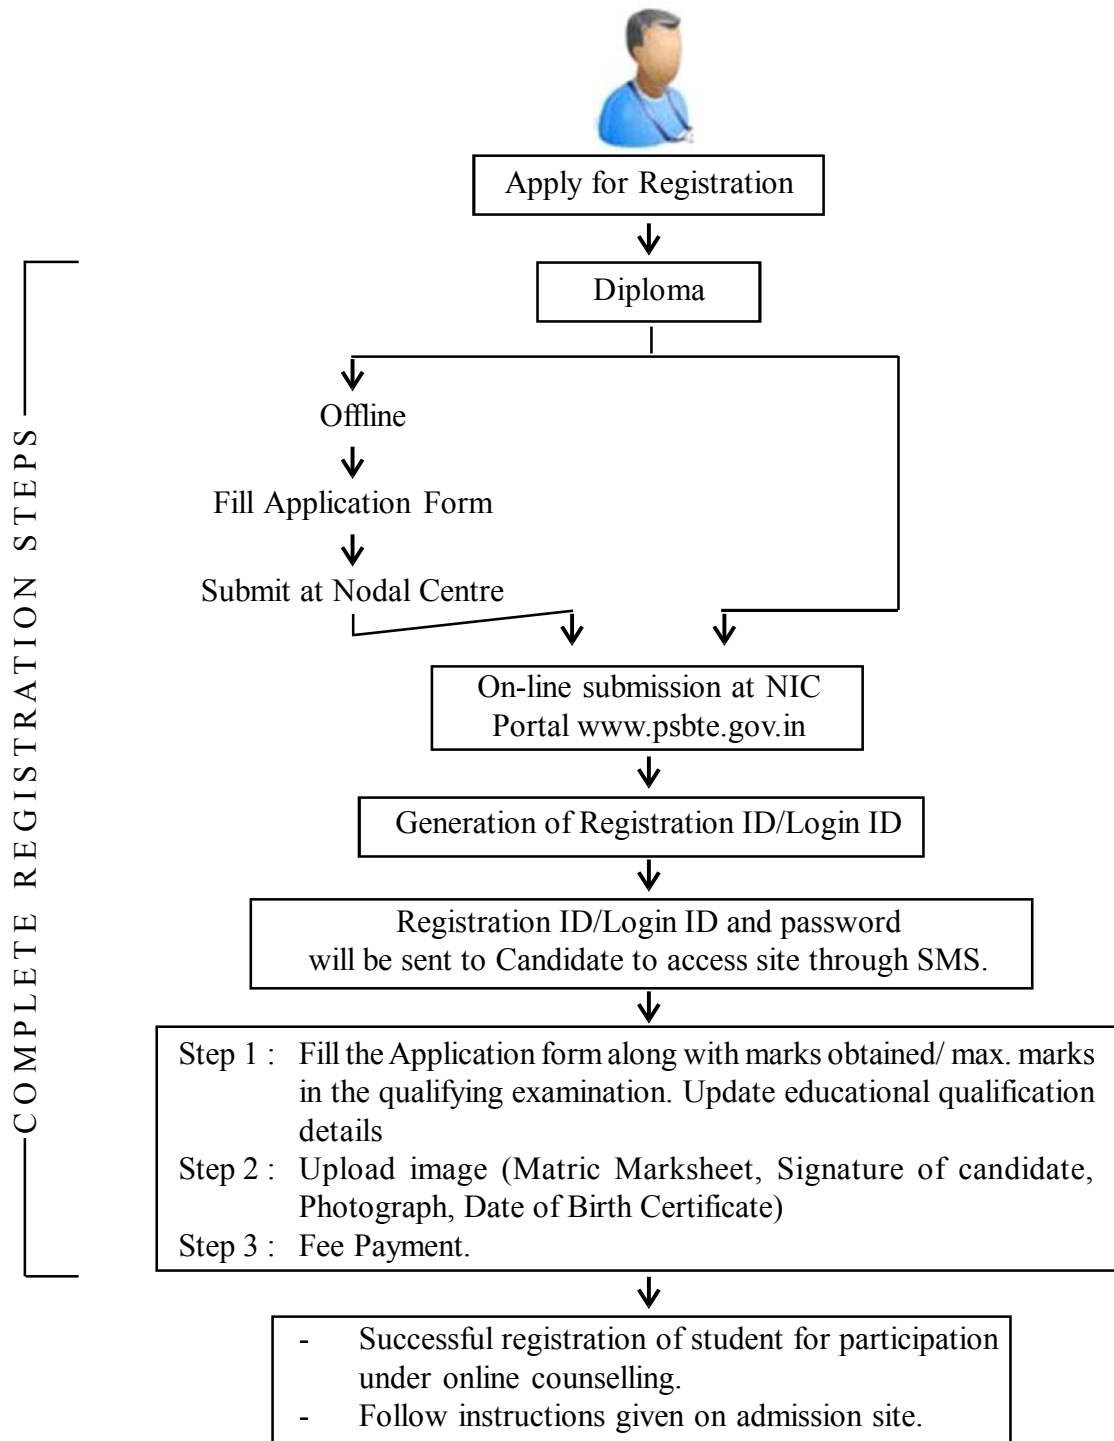 Apply for Registration
Diploma
Offline
Fill Application Form
Submit at Nodal Centre
On-line submission at NIC
Portal www.psbte.gov.in
Generation of Registration ID/Login ID
Registration ID/Login ID and password
will be sent to Candidate to access site through SMS.
Step 1 : Fill the Application form along with marks obtained/ max. marks
in the qualifying examination. Update educational qualification
details
Step 2 : Upload image (Matric Marksheet, Signature of candidate,
Photograph, Date of Birth Certificate)
Step 3 : Fee Payment.
- Successful registration of student for participation
under online counselling.
- Follow instructions given on admission site.
COMPLETE REGISTRATION STEPS